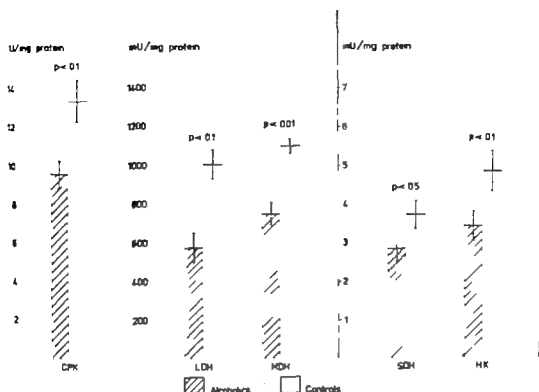 U/mg protein
mU/mg protein
mU/mg protein
p<.01
14
12
10
8
6
4
2
1400
1200
1000
800
600
400
200
p<.01
p<.001
7
6
5
4
3
2
1
p<.05
p<.01
CPK
LDH
MDH
SDH
HK
Alcoholics
Controls